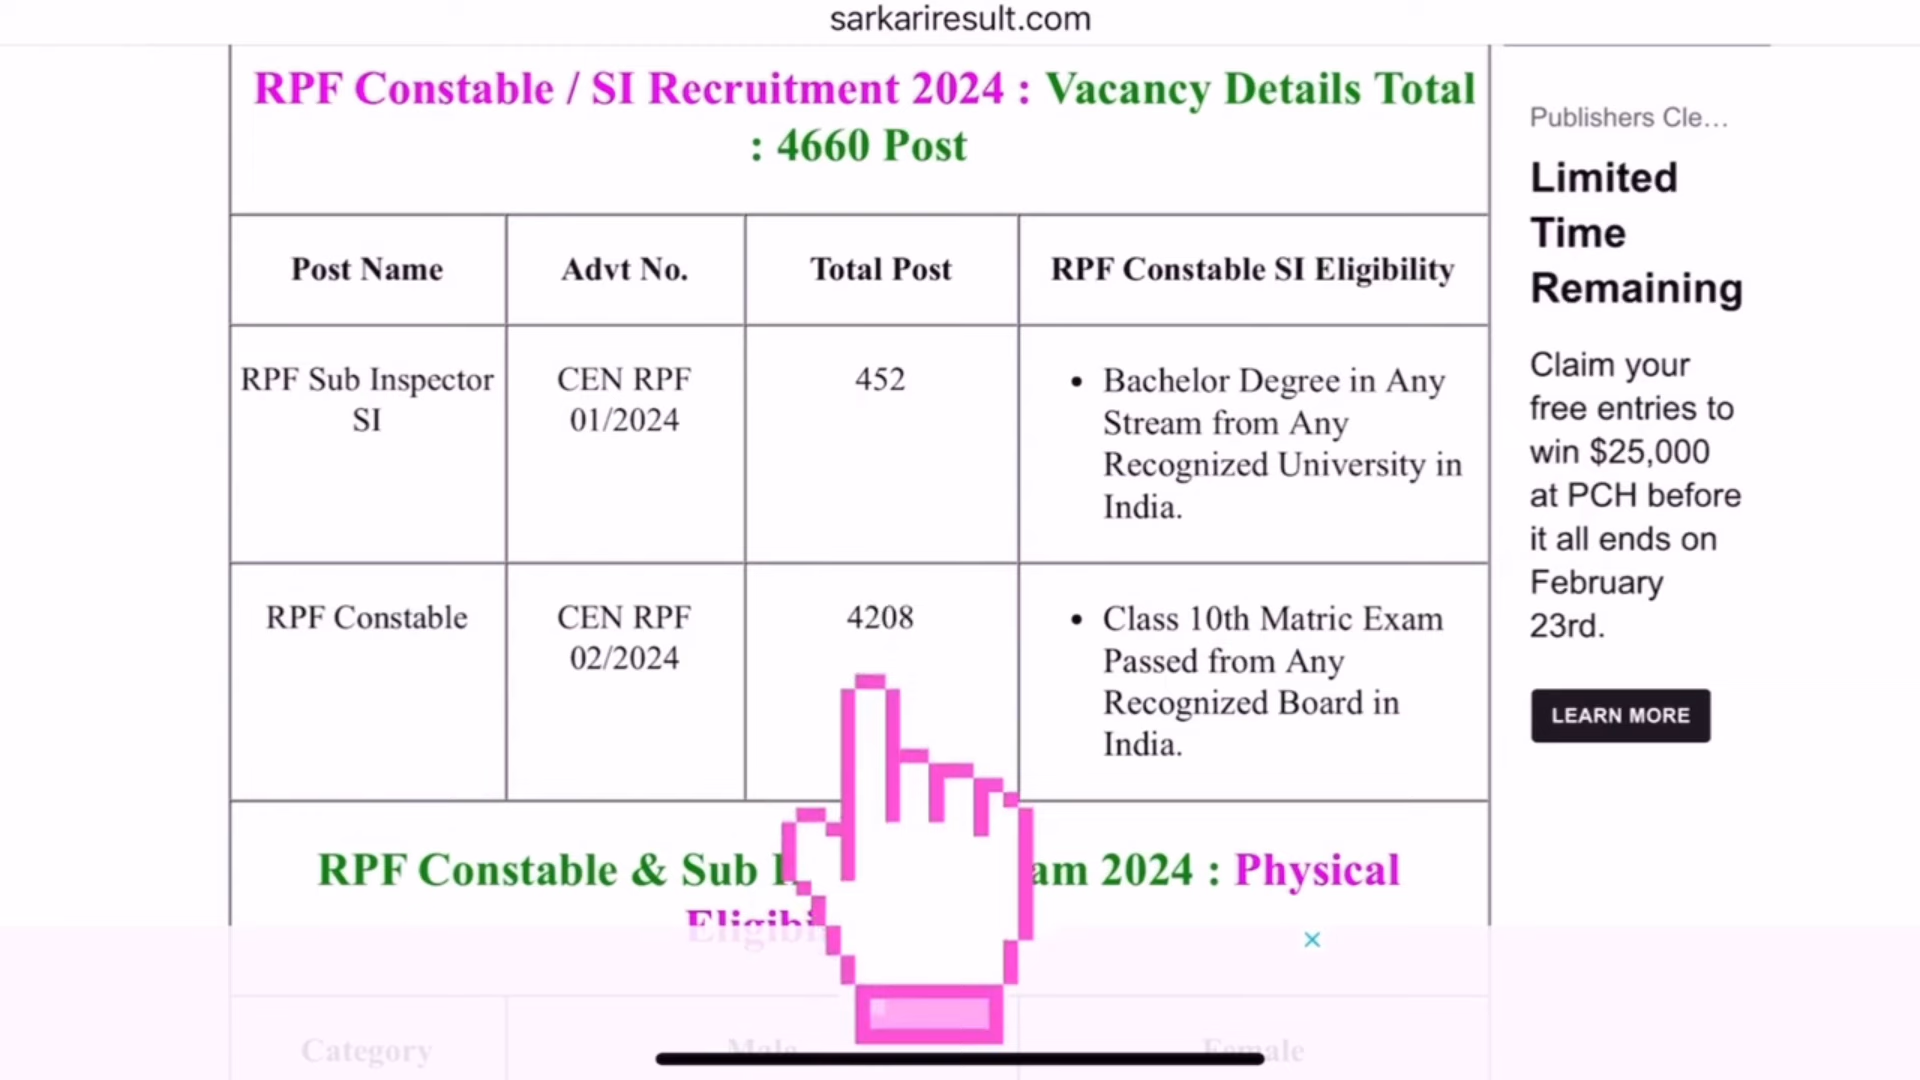 sarkariresult.com
RPF Constable / SI Recruitment 2024 : Vacancy Details Total
: 4660 Post
Post Name
Advt No.
Total Post
RPF Constable SI Eligibility
RPF Sub Inspector
SI
CEN RPF
01/2024
452
• Bachelor Degree in Any
Stream from Any
Recognized University in
India.
RPF Constable
CEN RPF
02/2024
4208
• Class 10th Matric Exam
Passed from Any
Recognized Board in
India.
RPF Constable & Sub am 2024 : Physical
Category
Male
Female
Publishers Cle...
Limited
Time
Remaining
Claim your
free entries to
win $25,000
at PCH before
it all ends on
February
23rd.
LEARN MORE